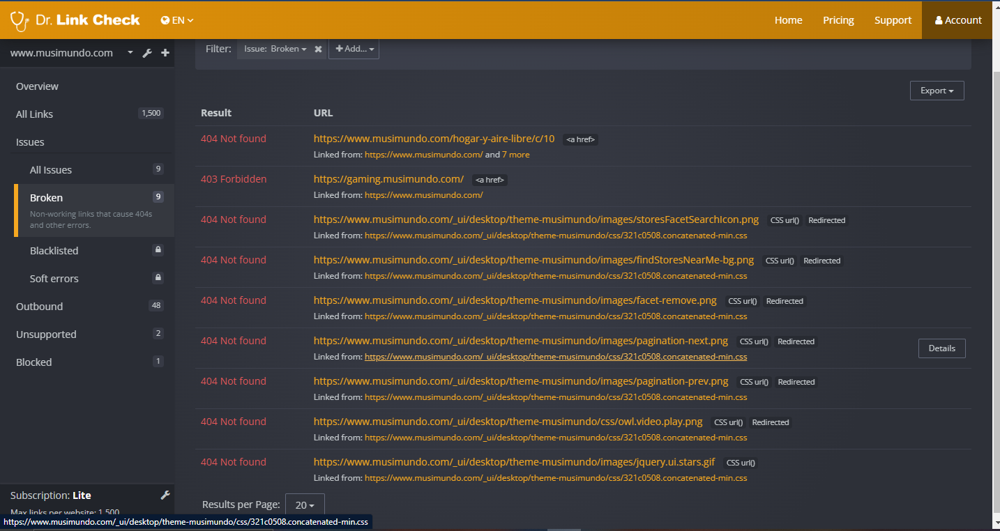 Dr. Link Check
EN
Home
Pricing
Support
Account
www.musimundo.com
Overview
All Links 1,500
Issues
All Issues 9
Broken 9
Non-working links that cause 404s
and other errors.
Blacklisted
Soft errors
Outbound 48
Unsupported 2
Blocked 1
Subscription: Lite
Max links per website: 1,500
Filter: Issue: Broken Add...
Export
Result URL
404 Not found https://www.musimundo.com/hogar-y-aire-libre/c/10 <a href>
Linked from: https://www.musimundo.com/ and 7 more
403 Forbidden https://gaming.musimundo.com/ <a href>
Linked from: https://www.musimundo.com/
404 Not found https://www.musimundo.com/_ui/desktop/theme-musimundo/images/storesFacetSearchIcon.png CSS url() Redirected
Linked from: https://www.musimundo.com/_ui/desktop/theme-musimundo/css/321c0508.concatenated-min.css
404 Not found https://www.musimundo.com/_ui/desktop/theme-musimundo/images/findStoresNearMe-bg.png CSS url() Redirected
Linked from: https://www.musimundo.com/_ui/desktop/theme-musimundo/css/321c0508.concatenated-min.css
404 Not found https://www.musimundo.com/_ui/desktop/theme-musimundo/images/facet-remove.png CSS url() Redirected
Linked from: https://www.musimundo.com/_ui/desktop/theme-musimundo/css/321c0508.concatenated-min.css
404 Not found https://www.musimundo.com/_ui/desktop/theme-musimundo/images/pagination-next.png CSS url() Redirected
Linked from: https://www.musimundo.com/_ui/desktop/theme-musimundo/css/321c0508.concatenated-min.css
Details
404 Not found https://www.musimundo.com/_ui/desktop/theme-musimundo/images/pagination-prev.png CSS url() Redirected
Linked from: https://www.musimundo.com/_ui/desktop/theme-musimundo/css/321c0508.concatenated-min.css
404 Not found https://www.musimundo.com/_ui/desktop/theme-musimundo/css/owl.video.play.png CSS url() Redirected
Linked from: https://www.musimundo.com/_ui/desktop/theme-musimundo/css/321c0508.concatenated-min.css
404 Not found https://www.musimundo.com/_ui/desktop/theme-musimundo/images/jquery.ui.stars.gif CSS url()
Linked from: https://www.musimundo.com/_ui/desktop/theme-musimundo/css/321c0508.concatenated-min.css
Results per Page: 20
https://www.musimundo.com/_ui/desktop/theme-musimundo/css/321c0508.concatenated-min.css